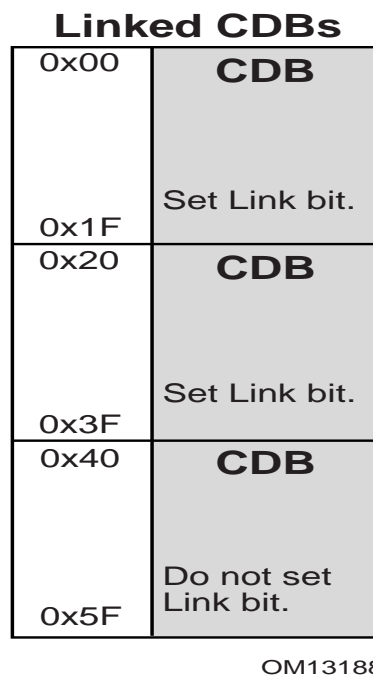 Linked CDBs
0x00
CDB
Set Link bit.
0x1F
0x20
CDB
Set Link bit.
0x3F
0x40
CDB
Do not set
Link bit.
0x5F
OM13188